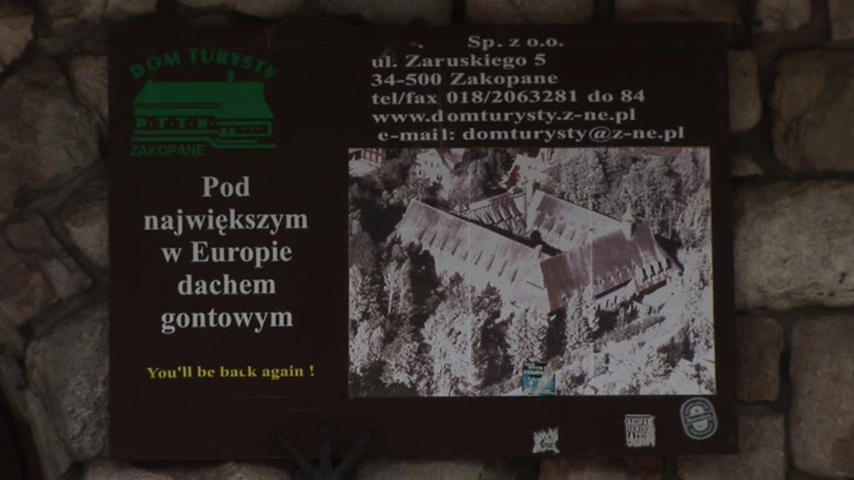 DOM TURYSTY
P.T.T.K.
ZAKOPANE
Pod
największym
w Europie
dachem
gontowym
You'll be back again !
Sp. z o.o.
ul. Zaruskiego 5
34-500 Zakopane
tel/fax 018/2063281 do 84
www.domturysty.z-ne.pl
e-mail: domturysty@z-ne.pl